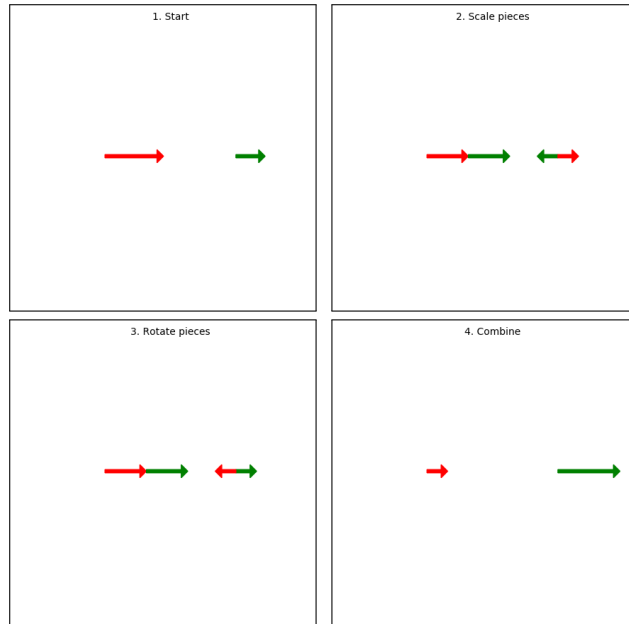 1. Start
2. Scale pieces
3. Rotate pieces
4. Combine